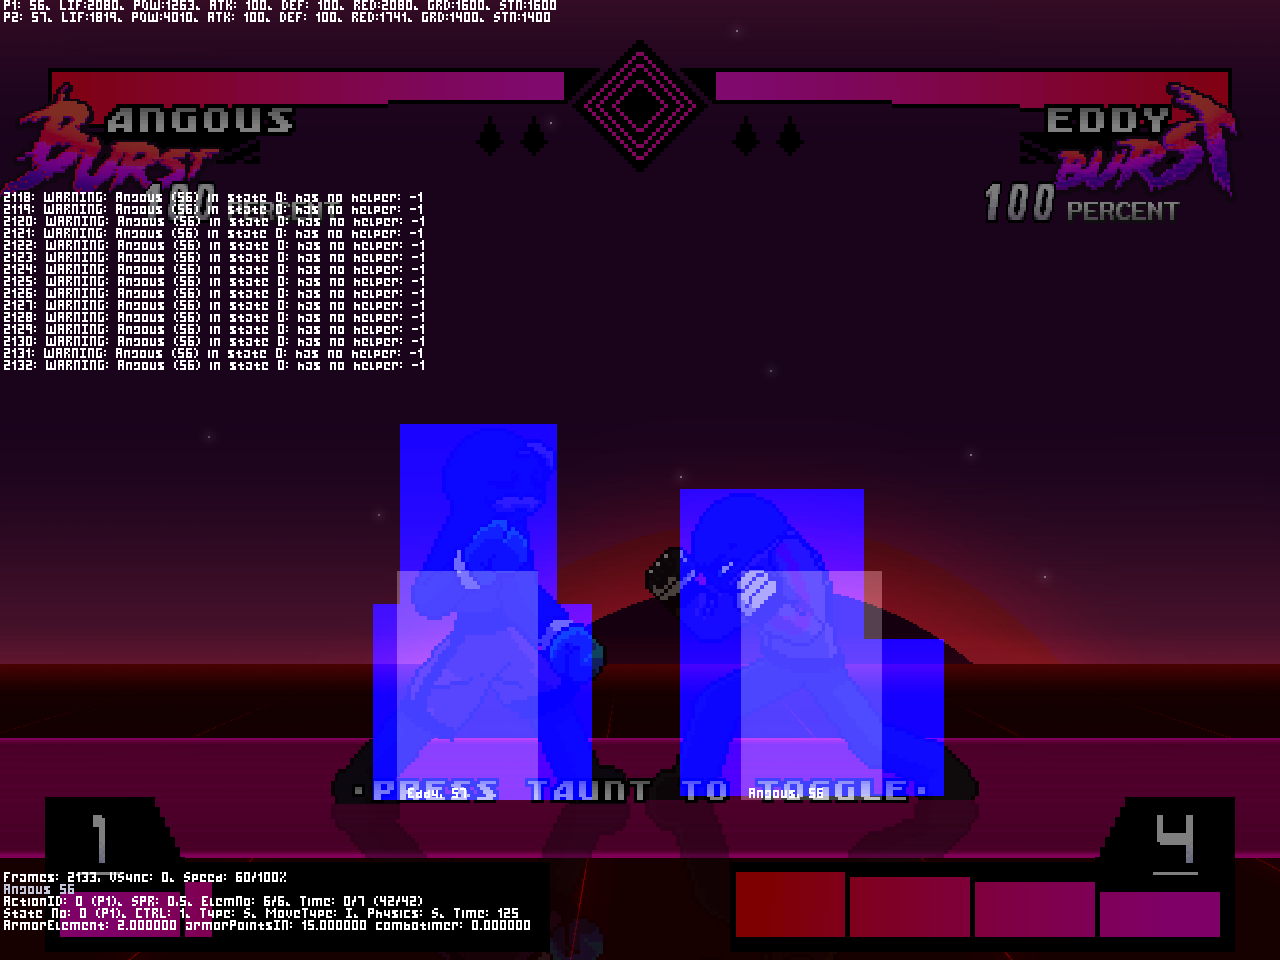 P1: 56, LIF:2080, POW:1263, ATK: 100, DEF: 100, RED:2080, GRD:1600, STN:1600
P2: 57, LIF:1819, POW:4010, ATK: 100, DEF: 100, RED:1741, GRD:1400, STN:1400
ANGOUS
EDDY
BURST
BURST
100 PERCENT
100 PERCENT
2118: WARNING: Angous (56) in state 0: has no helper: -1
2119: WARNING: Angous (56) in state 0: has no helper: -1
2120: WARNING: Angous (56) in state 0: has no helper: -1
2121: WARNING: Angous (56) in state 0: has no helper: -1
2122: WARNING: Angous (56) in state 0: has no helper: -1
2123: WARNING: Angous (56) in state 0: has no helper: -1
2124: WARNING: Angous (56) in state 0: has no helper: -1
2125: WARNING: Angous (56) in state 0: has no helper: -1
2126: WARNING: Angous (56) in state 0: has no helper: -1
2127: WARNING: Angous (56) in state 0: has no helper: -1
2128: WARNING: Angous (56) in state 0: has no helper: -1
2129: WARNING: Angous (56) in state 0: has no helper: -1
2130: WARNING: Angous (56) in state 0: has no helper: -1
2131: WARNING: Angous (56) in state 0: has no helper: -1
2132: WARNING: Angous (56) in state 0: has no helper: -1
·PRESS TAUNT TO TOGGLE·
Eddy, 57
Angous, 56
1
4
Frames: 2133, VSync: 0, Speed: 60/100%
Angous 56
ActionID: 0 (P1), SPR: 0,5, ElemNo: 6/6, Time: 0/7 (42/42)
State No: 0 (P1), CTRL: 1, Type: S, MoveType: I, Physics: S, Time: 125
ArmorElement: 2.000000 armorPointsIN: 15.000000 combotimer: 0.000000